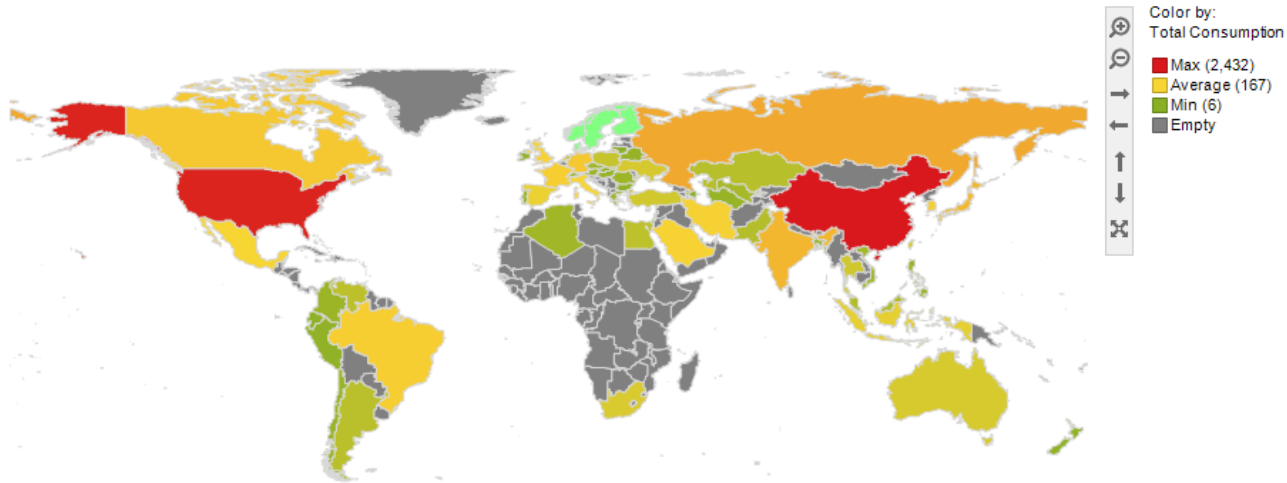 Color by:
Total Consumption
Max (2,432)
Average (167)
Min (6)
Empty